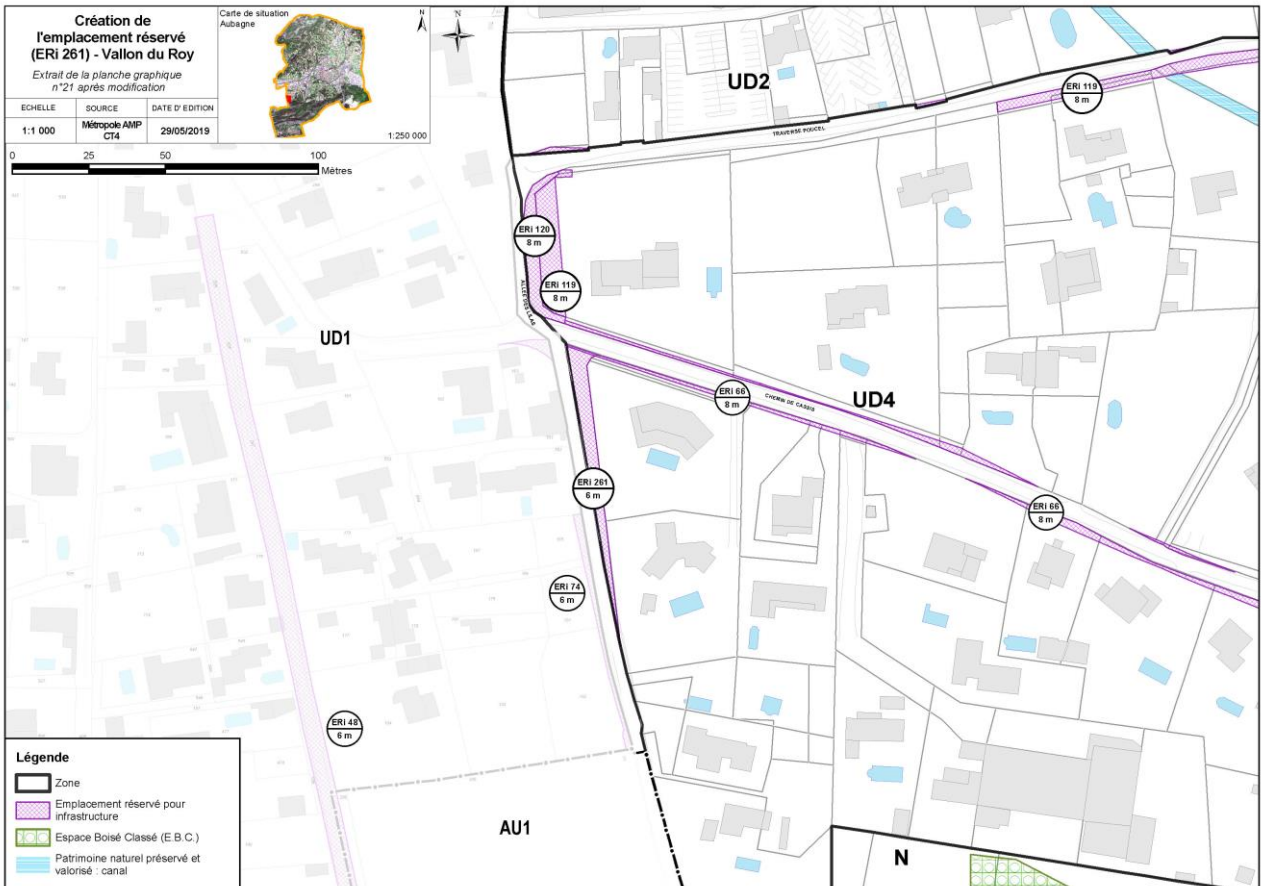 Création de
l'emplacement réservé
(ERi 261) - Vallon du Roy
Extrait de la planche graphique
n°21 après modification
ECHELLE SOURCE DATE D' EDITION
1:1 000 Métropole AMP CT4 29/05/2019
Carte de situation
Aubagne
N
1:250 000
N
0 25 50 100
Mètres
UD2
ERi 119
8 m
TRAVERSE POUCEL
ERi 120
8 m
ERi 119
8 m
ALLEE DES LILAS
UD1
ERi 66
8 m
CHEMIN DE CASSIS
UD4
ERi 261
6 m
ERi 66
8 m
ERi 74
6 m
ERi 48
6 m
AU1
N
Légende
Zone
Emplacement réservé pour
infrastructure
Espace Boisé Classé (E.B.C.)
Patrimoine naturel préservé et
valorisé : canal